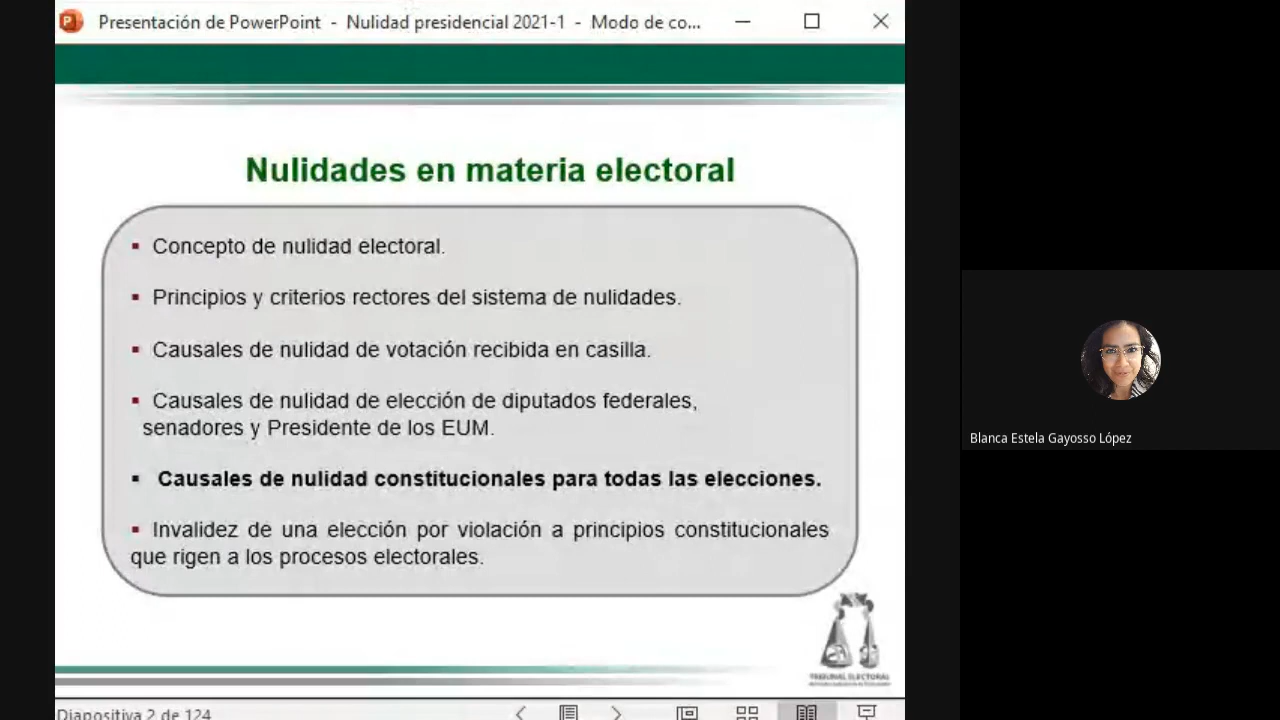 Presentación de PowerPoint - Nulidad presidencial 2021-1 - Modo de co...
Nulidades en materia electoral
▪ Concepto de nulidad electoral.
▪ Principios y criterios rectores del sistema de nulidades.
▪ Causales de nulidad de votación recibida en casilla.
▪ Causales de nulidad de elección de diputados federales,
senadores y Presidente de los EUM.
▪ Causales de nulidad constitucionales para todas las elecciones.
▪ Invalidez de una elección por violación a principios constitucionales
que rigen a los procesos electorales.
TRIBUNAL ELECTORAL
Blanca Estela Gayosso López
Diapositiva 2 de 124